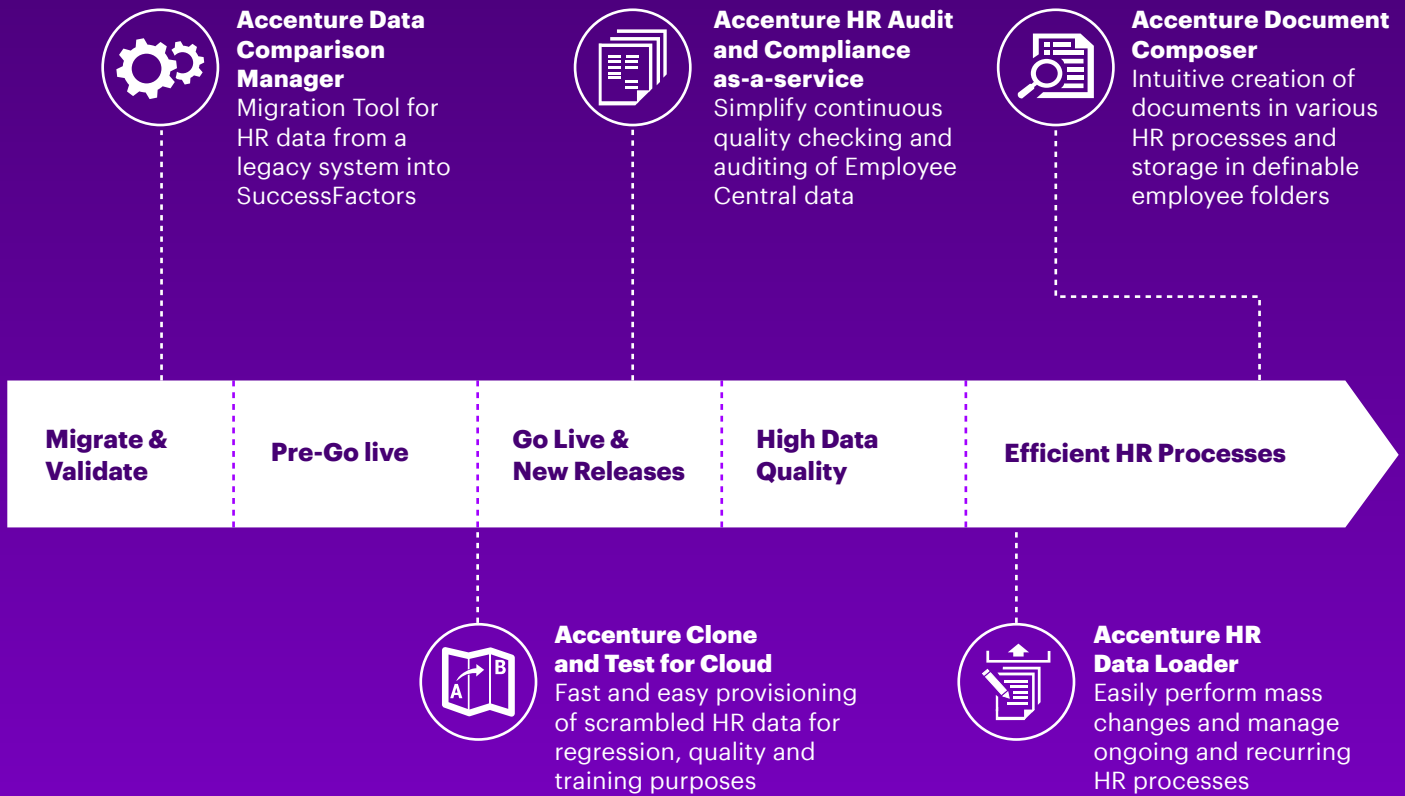 Accenture Data
Comparison
Manager
Migration Tool for
HR data from a
legacy system into
SuccessFactors
Accenture HR Audit
and Compliance
as-a-service
Simplify continuous
quality checking and
auditing of Employee
Central data
Accenture Document
Composer
Intuitive creation of
documents in various
HR processes and
storage in definable
employee folders
Migrate &
Validate
Pre-Go live
Go Live &
New Releases
High Data
Quality
Efficient HR Processes
A
B
Accenture Clone
and Test for Cloud
Fast and easy provisioning
of scrambled HR data for
regression, quality and
training purposes
Accenture HR
Data Loader
Easily perform mass
changes and manage
ongoing and recurring
HR processes